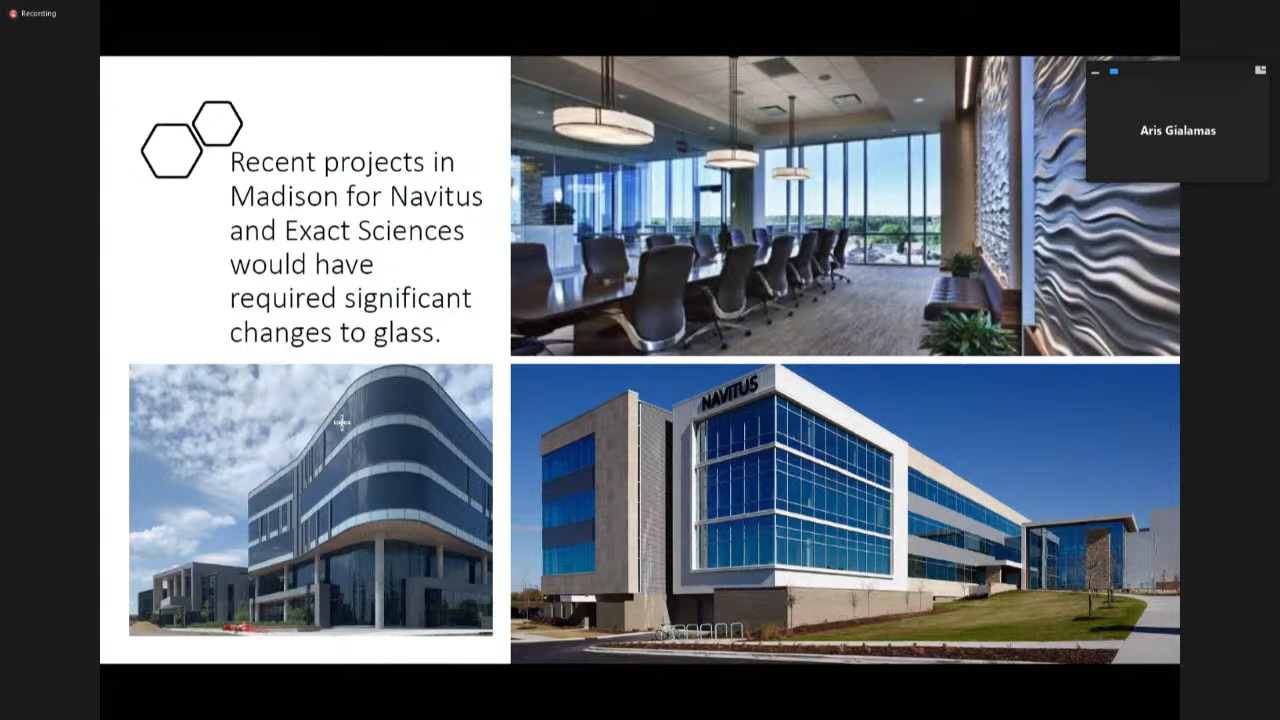 Recording
Recent projects in
Madison for Navitus
and Exact Sciences
would have
required significant
changes to glass.
NAVITUS
Aris Gialamas